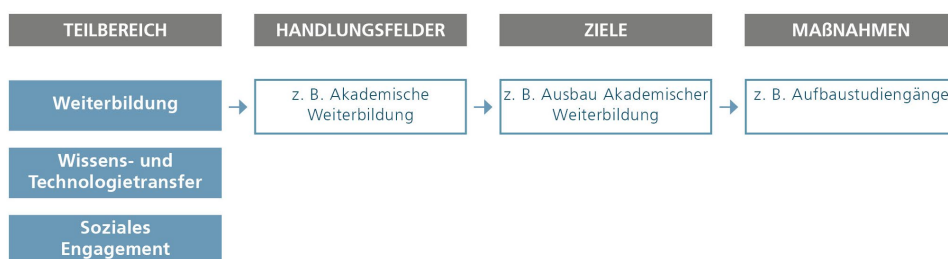 TEILBEREICH
HANDLUNGSFELDER
ZIELE
MAßNAHMEN
Weiterbildung
z. B. Akademische
Weiterbildung
z. B. Ausbau Akademischer
Weiterbildung
z. B. Aufbaustudiengänge
Wissens- und
Technologietransfer
Soziales
Engagement